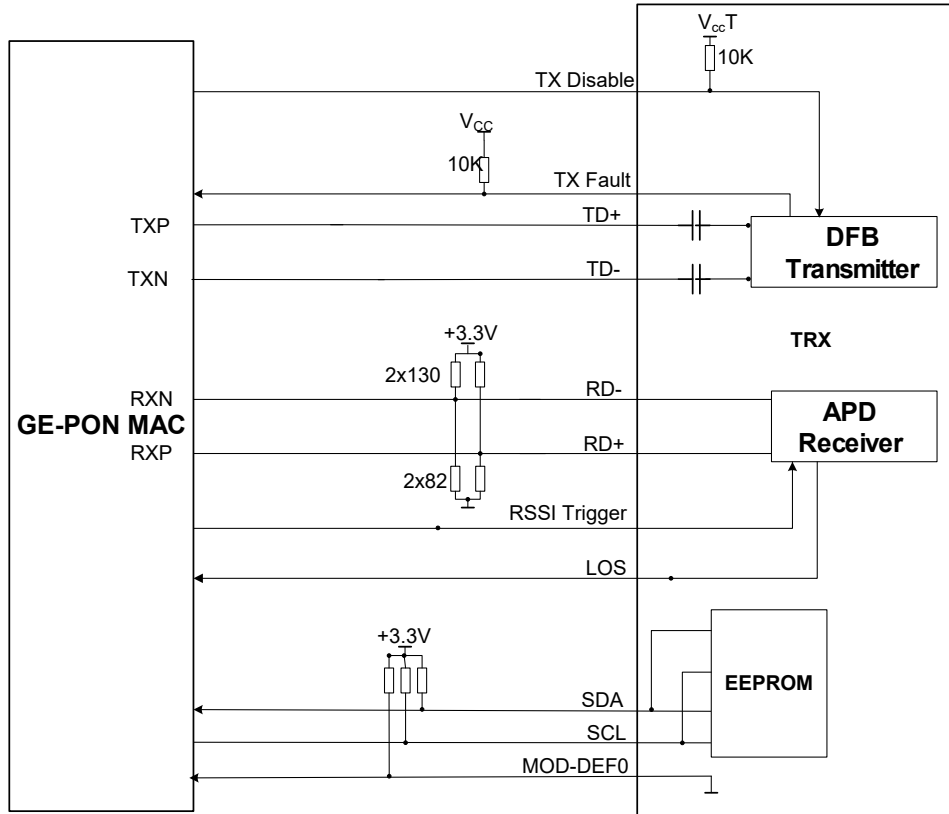 VccT
10K
TX Disable
VCC
10K
TX Fault
TXP
TD+
DFB
Transmitter
TXN
TD-
+3.3V
TRX
2x130
RXN
RD-
APD
Receiver
GE-PON MAC
RXP
RD+
2x82
RSSI Trigger
LOS
+3.3V
EEPROM
SDA
SCL
MOD-DEF0